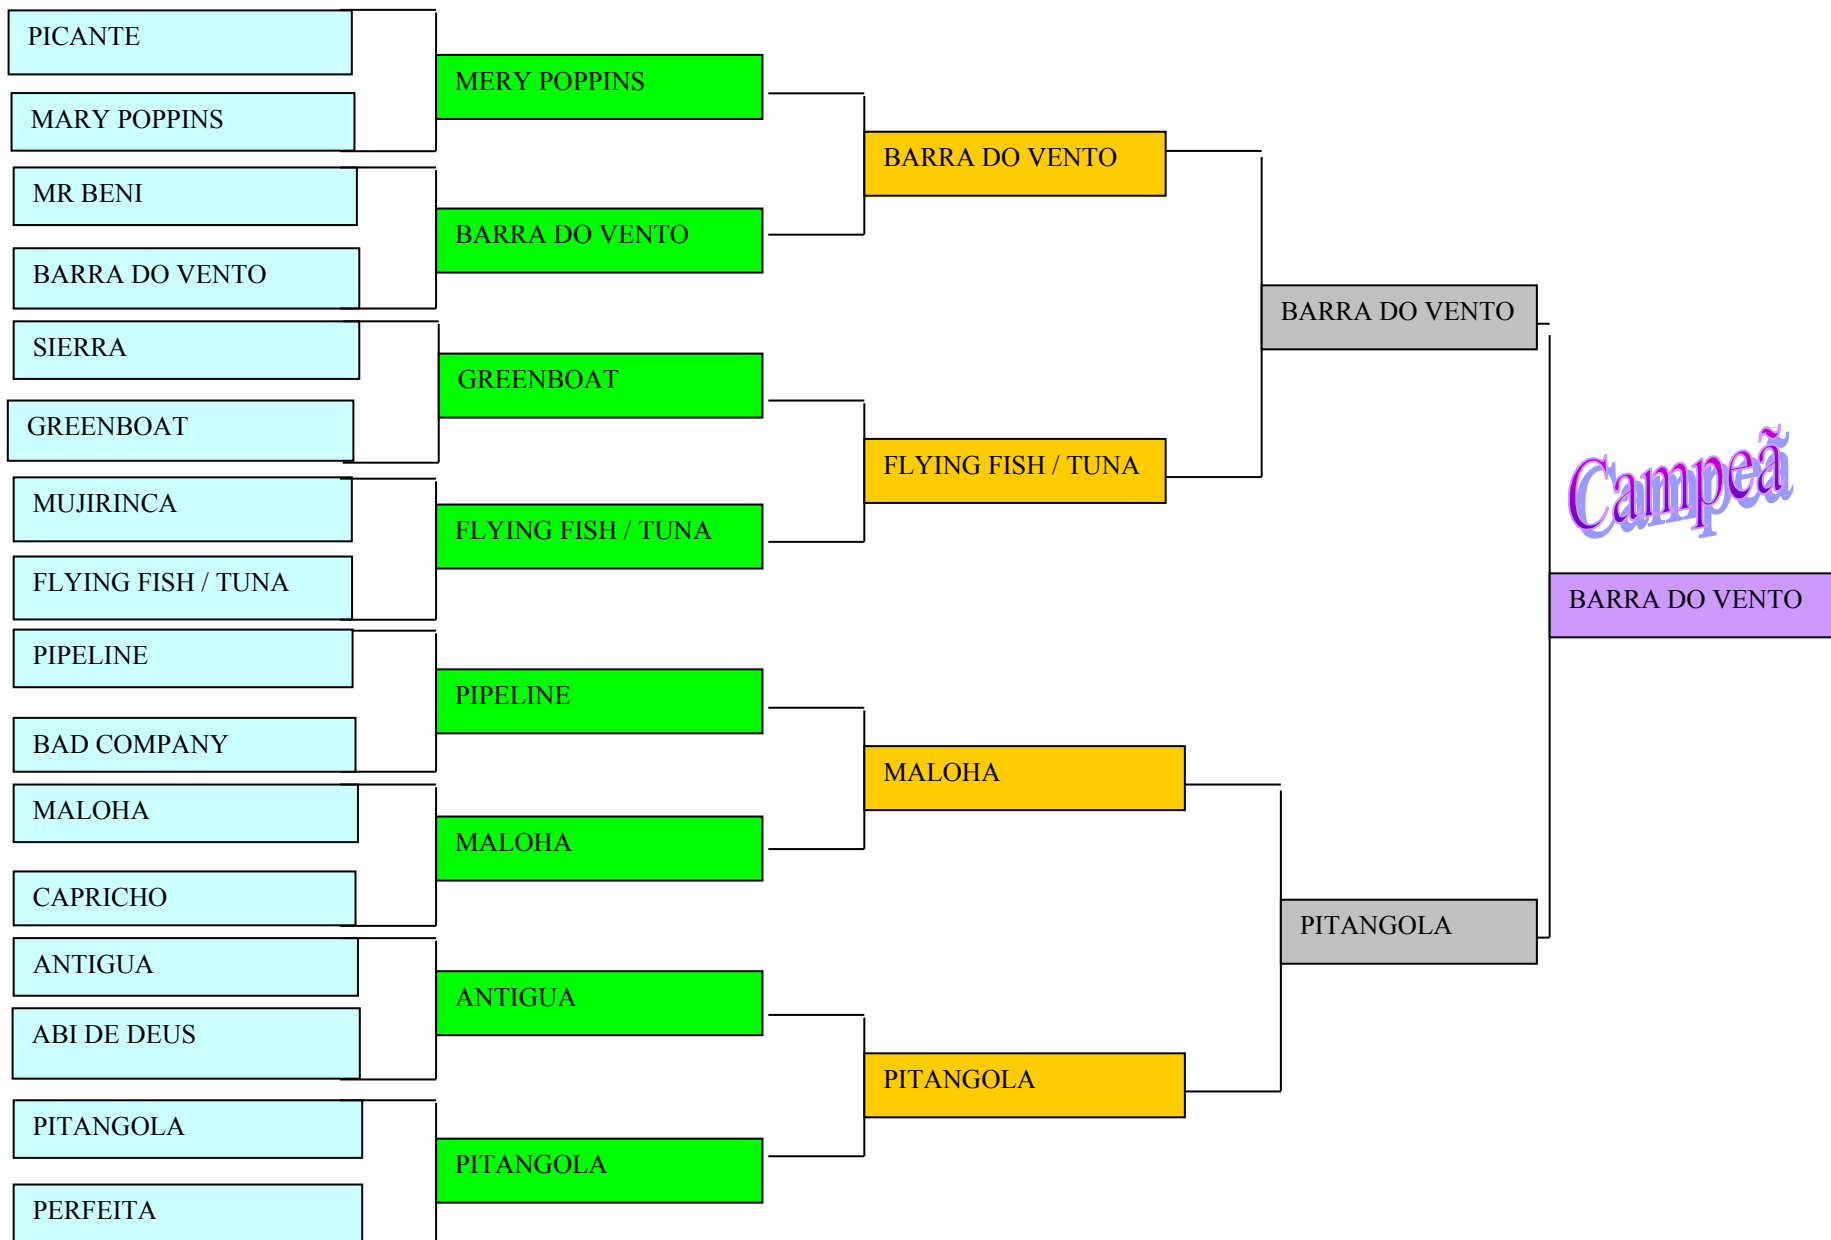 PICANTE
MARY POPPINS
MR BENI
BARRA DO VENTO
SIERRA
GREENBOAT
MUJIRINCA
FLYING FISH / TUNA
PIPELINE
BAD COMPANY
MALOHA
CAPRICHO
ANTIGUA
ABI DE DEUS
PITANGOLA
PERFEITA
MERY POPPINS
BARRA DO VENTO
GREENBOAT
FLYING FISH / TUNA
PIPELINE
MALOHA
ANTIGUA
PITANGOLA
BARRA DO VENTO
FLYING FISH / TUNA
MALOHA
PITANGOLA
BARRA DO VENTO
PITANGOLA
Campeã
BARRA DO VENTO